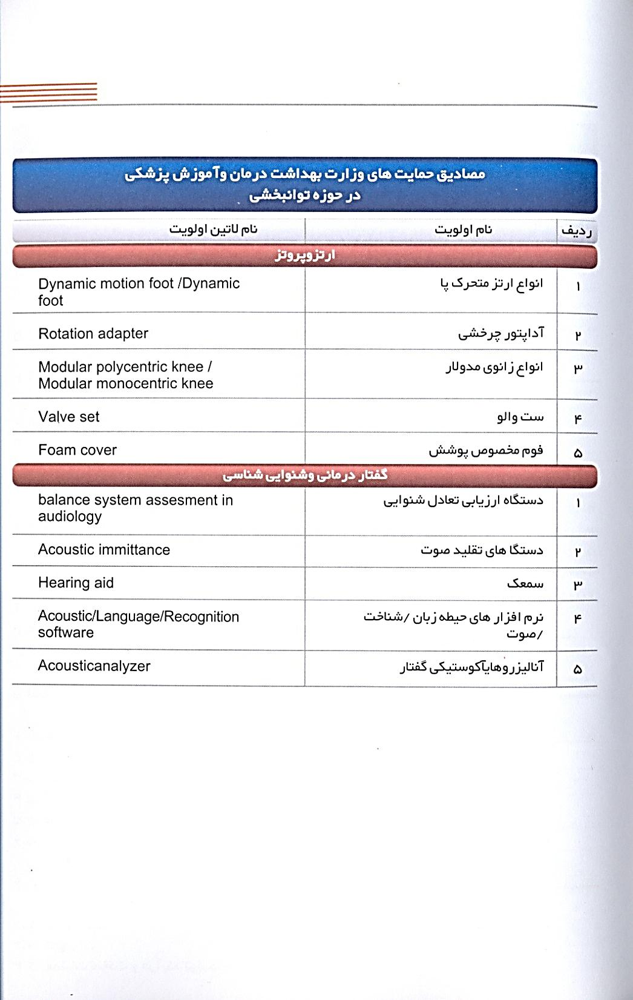 مصادیق حمایت های وزارت بهداشت درمان وآموزش پزشکی
در حوزه توانبخشی
ردیف نام اولویت نام لاتین اولویت
ارتزوپروتز
۱ انواع ارتز متحرک پا Dynamic motion foot /Dynamic
foot
۲ آداپتور چرخشی Rotation adapter
۳ انواع زانوی مدولار Modular polycentric knee /
Modular monocentric knee
۴ ست والو Valve set
۵ فوم مخصوص پوشش Foam cover
گفتار درمانی وشنوایی شناسی
۱ دستگاه ارزیابی تعادل شنوایی balance system assesment in
audiology
۲ دستگا های تقلید صوت Acoustic immittance
۳ سمعک Hearing aid
۴ نرم افزار های حیطه زبان /شناخت Acoustic/Language/Recognition
/صوت software
۵ آنالیزروهایآکوستیکی گفتار Acousticanalyzer